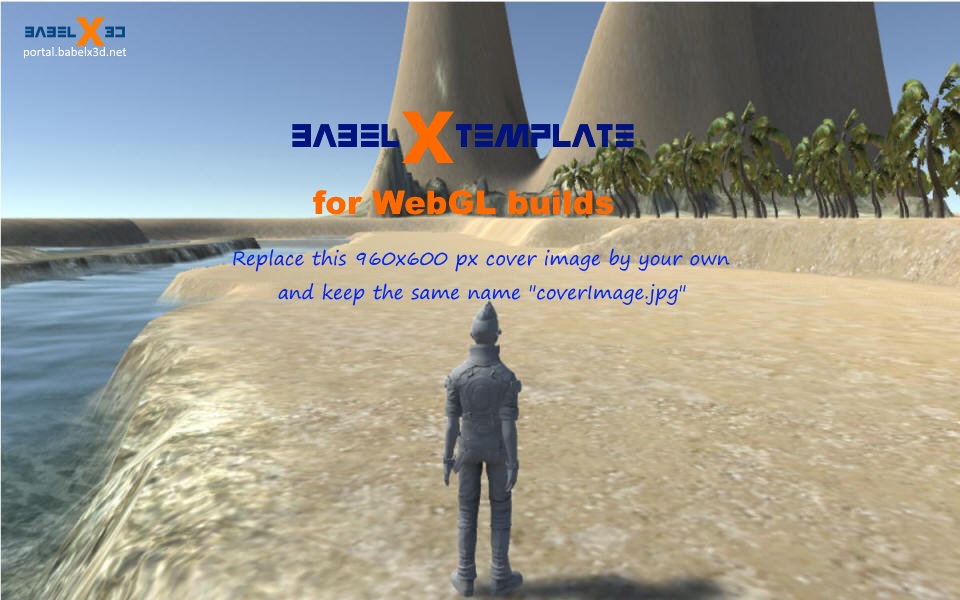 BABEL X 3D
portal.babelx3d.net
BABEL X TEMPLATE
for WebGL builds
Replace this 960x600 px cover image by your own
and keep the same name "coverImage.jpg"